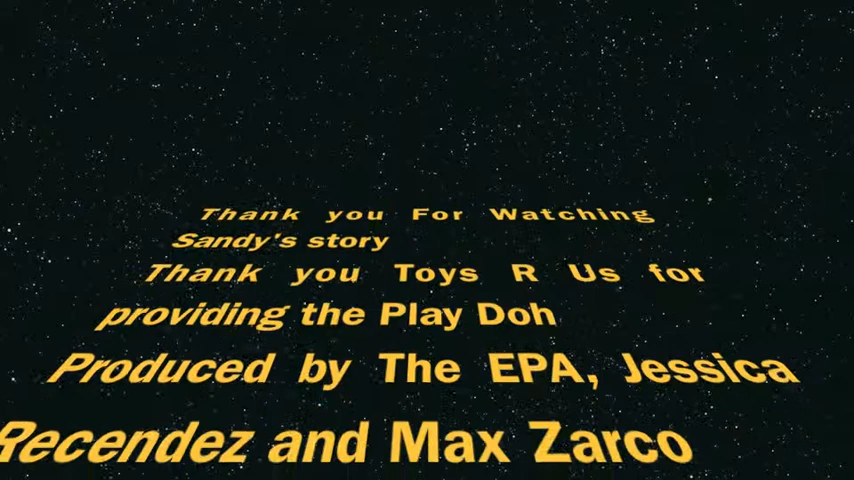 Thank you For Watching
Sandy's story
Thank you Toys R Us for
providing the Play Doh
Produced by The EPA, Jessica
Recendez and Max Zarco